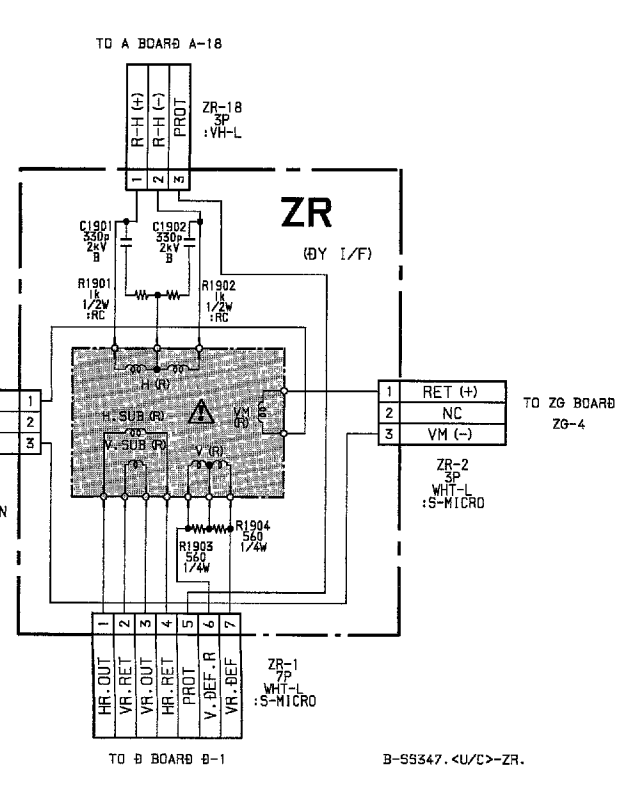 TO A BOARD A-18
R-H (+)
R-H (-)
PROT
1
2
3
ZR-18
3P
:VH-L
ZR
(DY I/F)
C1901
330p
2kV
B
C1902
330p
2kV
B
R1901
1k
1/2W
:RC
R1902
1k
1/2W
:RC
H (R)
H.SUB (R)
V.SUB (R)
V (R)
VM
(R)
1
2
3
N
1 RET (+)
2 NC
3 VM (-)
TO ZG BOARD
ZG-4
ZR-2
3P
WHT-L
:S-MICRO
R1903
560
1/4W
R1904
560
1/4W
1
2
3
4
5
6
7
HR.OUT
VR.RET
VR.OUT
HR.RET
PROT
V.DEF.R
VR.DEF
ZR-1
7P
WHT-L
:S-MICRO
TO D BOARD D-1
B-SS347.<U/C>-ZR.